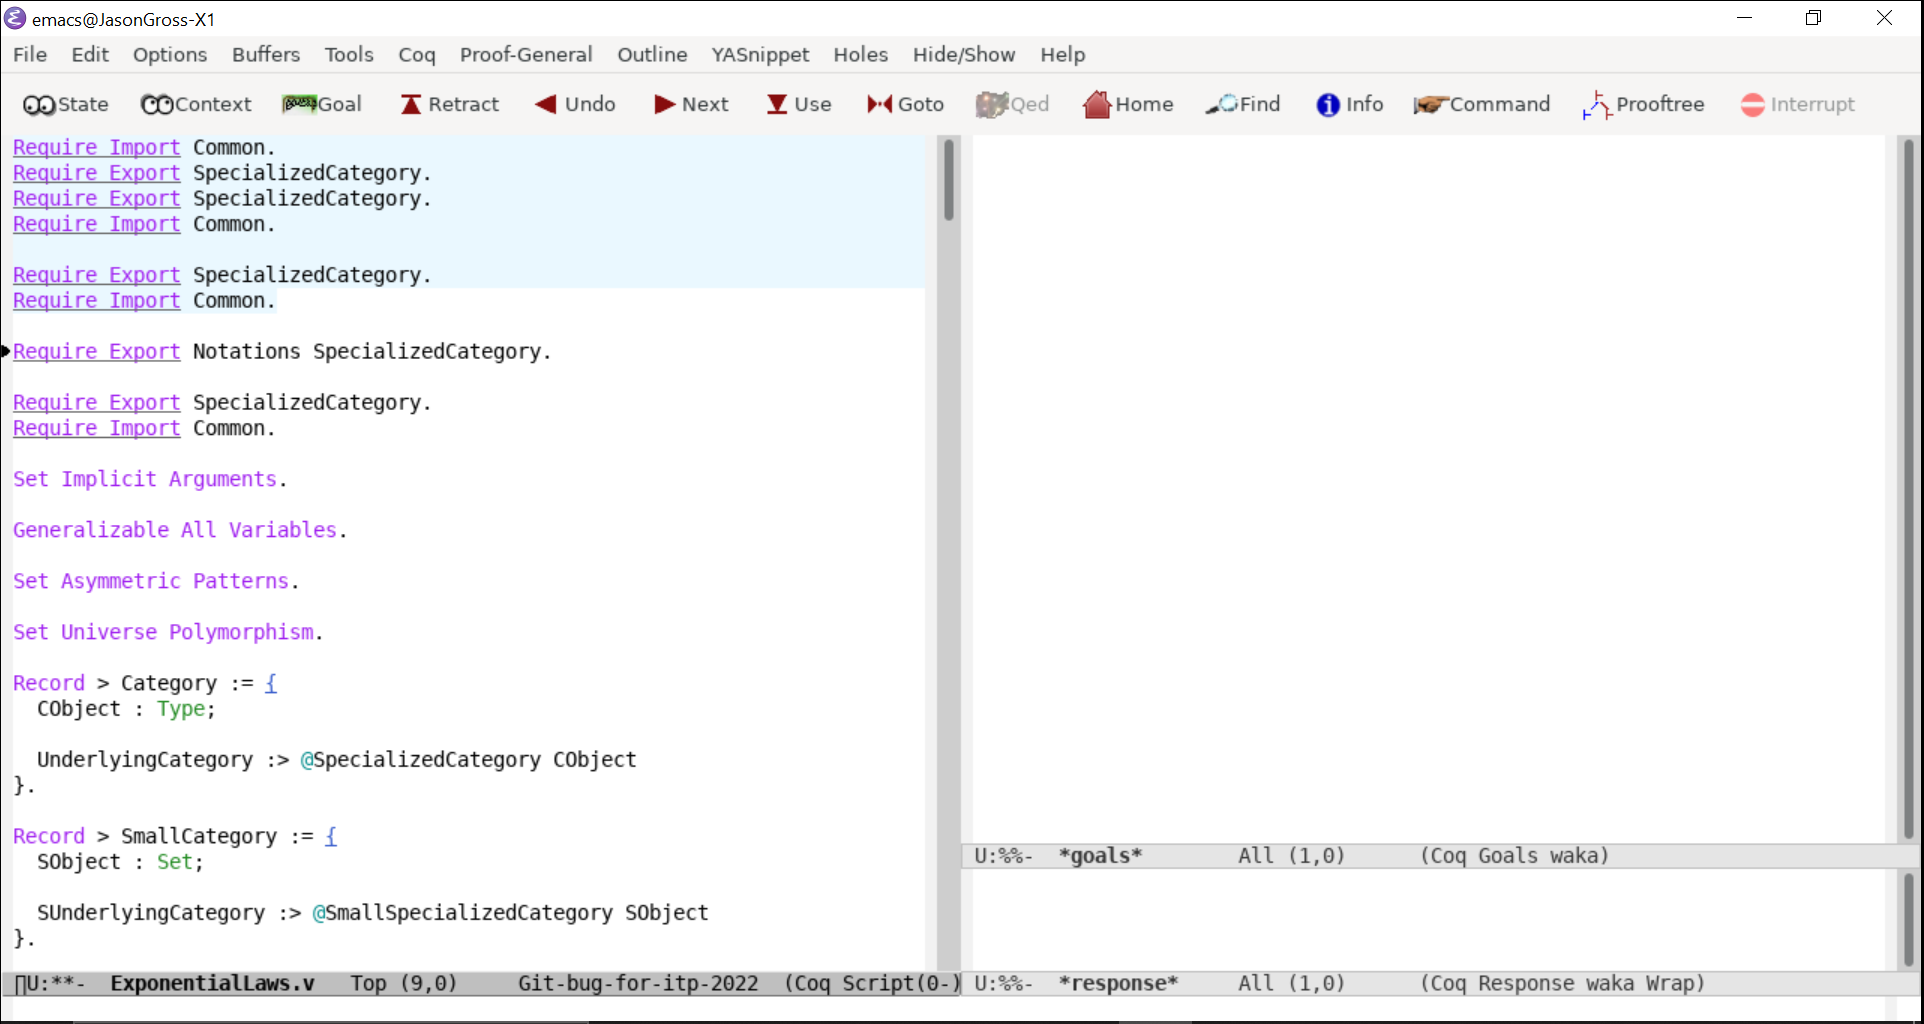 emacs@JasonGross-X1
File Edit Options Buffers Tools Coq Proof-General Outline YASnippet Holes Hide/Show Help
State Context Goal Retract Undo Next Use Goto Qed Home Find Info Command Prooftree Interrupt
Require Import Common.
Require Export SpecializedCategory.
Require Export SpecializedCategory.
Require Import Common.
Require Export SpecializedCategory.
Require Import Common.
Require Export Notations SpecializedCategory.
Require Export SpecializedCategory.
Require Import Common.
Set Implicit Arguments.
Generalizable All Variables.
Set Asymmetric Patterns.
Set Universe Polymorphism.
Record > Category := {
  CObject : Type;
  UnderlyingCategory :> @SpecializedCategory CObject
}.
Record > SmallCategory := {
  SObject : Set;
  SUnderlyingCategory :> @SmallSpecializedCategory SObject
}.
U:**- ExponentialLaws.v Top (9,0) Git-bug-for-itp-2022 (Coq Script(0-)
U:%%- *goals* All (1,0) (Coq Goals waka)
U:%%- *response* All (1,0) (Coq Response waka Wrap)